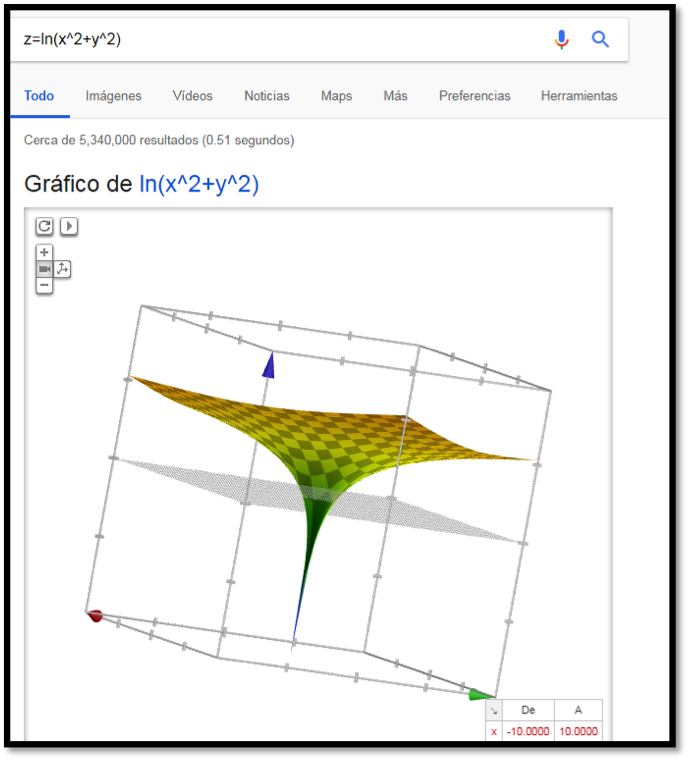 z=ln(x^2+y^2)
Todo Imágenes Vídeos Noticias Maps Más Preferencias Herramientas
Cerca de 5,340,000 resultados (0.51 segundos)
Gráfico de ln(x^2+y^2)
De A
x -10.0000 10.0000